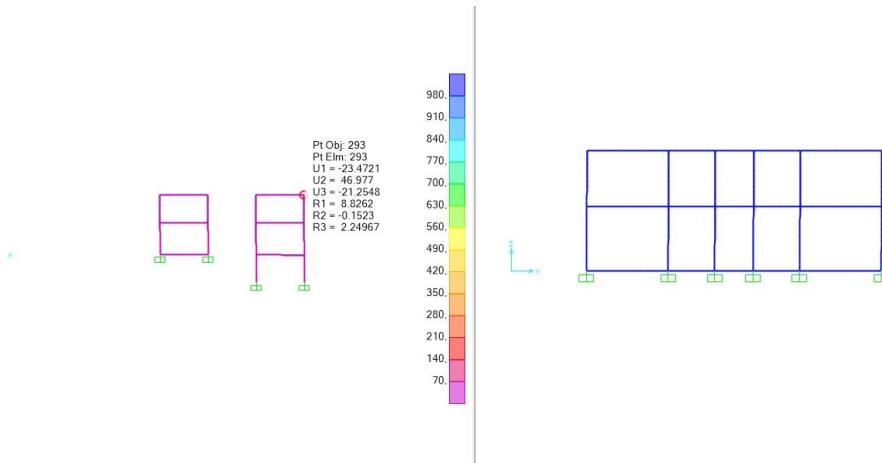 Pt Obj: 293
Pt Elm: 293
U1 = -23.4721
U2 = 46.977
U3 = -21.2548
R1 = 8.8262
R2 = -0.1523
R3 = 2.24967
980,
910,
840,
770,
700,
630,
560,
490,
420,
350,
280,
210,
140,
70,
X
Z
Y